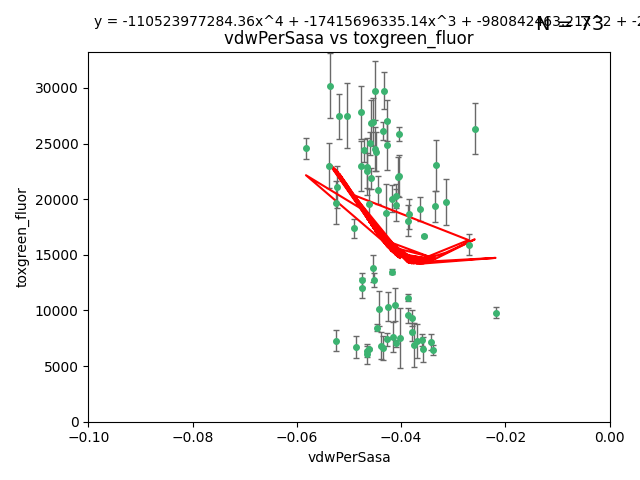 y = -110523977284.36x^4 + -17415696335.14x^3 + -980842463.21x^2 + -2
N = 73
vdwPerSasa vs toxgreen_fluor
30000
25000
20000
15000
10000
5000
0
toxgreen_fluor
−0.10 −0.08 −0.06 −0.04 −0.02 0.00
vdwPerSasa